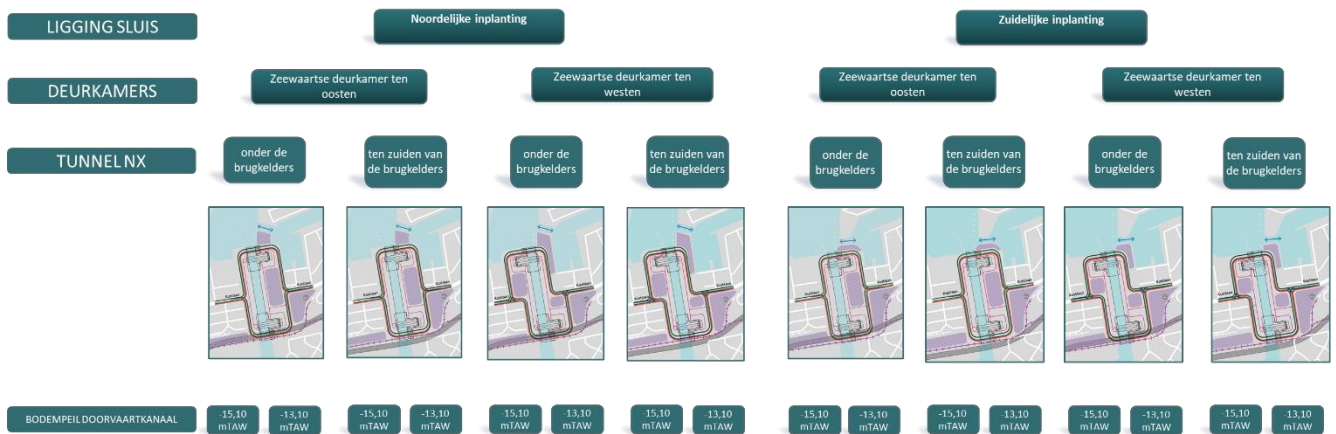 LIGGING SLUIS
Noordelijke inplanting
Zuidelijke inplanting
DEURKAMERS
Zeewaartse deurkamer ten
oosten
Zeewaartse deurkamer ten
westen
Zeewaartse deurkamer ten
oosten
Zeewaartse deurkamer ten
westen
TUNNEL NX
onder de
brugkelders
ten zuiden van
de brugkelders
onder de
brugkelders
ten zuiden van
de brugkelders
onder de
brugkelders
ten zuiden van
de brugkelders
onder de
brugkelders
ten zuiden van
de brugkelders
BODEMPEIL DOORVAARTKANAAL
-15,10
mTAW
-13,10
mTAW
-15,10
mTAW
-13,10
mTAW
-15,10
mTAW
-13,10
mTAW
-15,10
mTAW
-13,10
mTAW
-15,10
mTAW
-13,10
mTAW
-15,10
mTAW
-13,10
mTAW
-15,10
mTAW
-13,10
mTAW
-15,10
mTAW
-13,10
mTAW